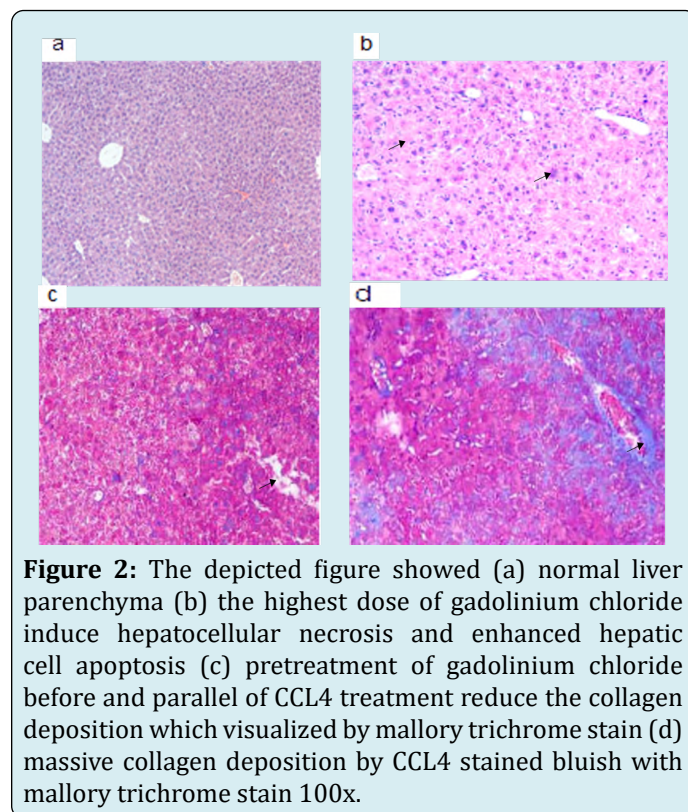 a
b
c
d
Figure 2: The depicted figure showed (a) normal liver
parenchyma (b) the highest dose of gadolinium chloride
induce hepatocellular necrosis and enhanced hepatic
cell apoptosis (c) pretreatment of gadolinium chloride
before and parallel of CCL4 treatment reduce the collagen
deposition which visualized by mallory trichrome stain (d)
massive collagen deposition by CCL4 stained bluish with
mallory trichrome stain 100x.